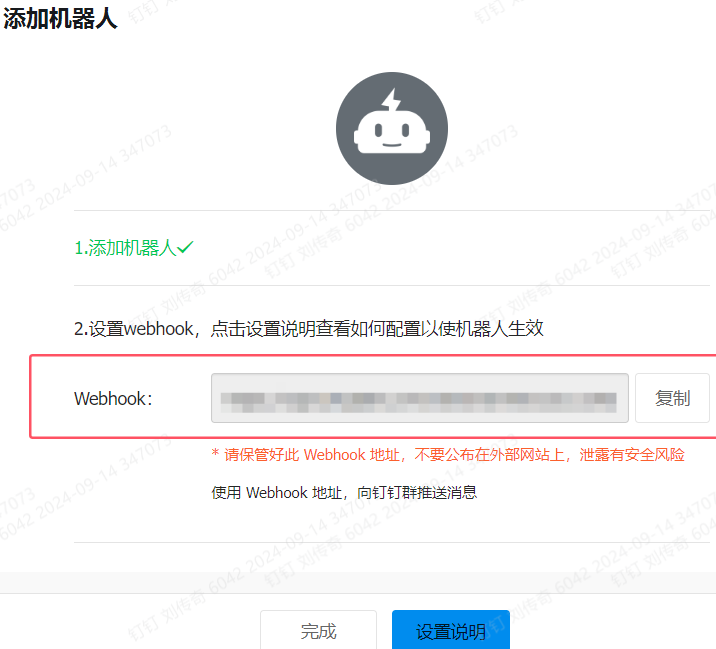 添加机器人
1.添加机器人
2.设置webhook，点击设置说明查看如何配置以使机器人生效
Webhook：
复制
* 请保管好此 Webhook 地址，不要公布在外部网站上，泄露有安全风险
使用 Webhook 地址，向钉钉群推送消息
完成
设置说明
钉钉 刘传奇 6042 2024-09-14 347073